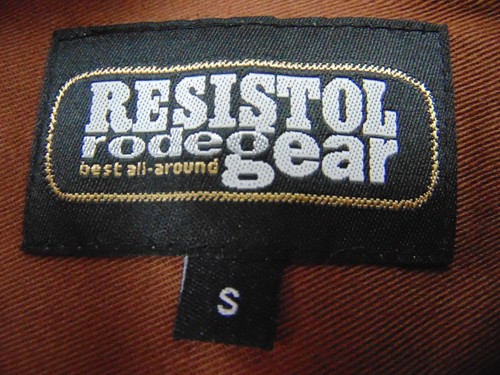 RESISTOL
rodeo gear
best all-around
S